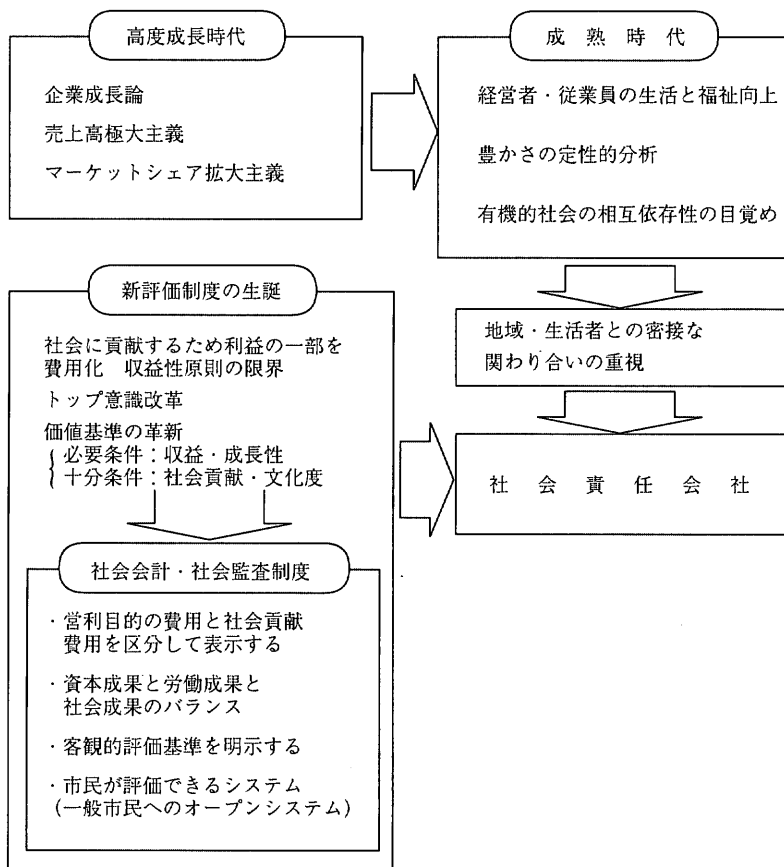 高度成長時代
企業成長論
売上高極大主義
マーケットシェア拡大主義
成熟時代
経営者・従業員の生活と福祉向上
豊かさの定性的分析
有機的社会の相互依存性の目覚め
地域・生活者との密接な
関わり合いの重視
社会責任会社
新評価制度の生誕
社会に貢献するため利益の一部を
費用化　収益性原則の限界
トップ意識改革
価値基準の革新
必要条件：収益・成長性
十分条件：社会貢献・文化度
社会会計・社会監査制度
・営利目的の費用と社会貢献
費用を区分して表示する
・資本成果と労働成果と
社会成果のバランス
・客観的評価基準を明示する
・市民が評価できるシステム
(一般市民へのオープンシステム)